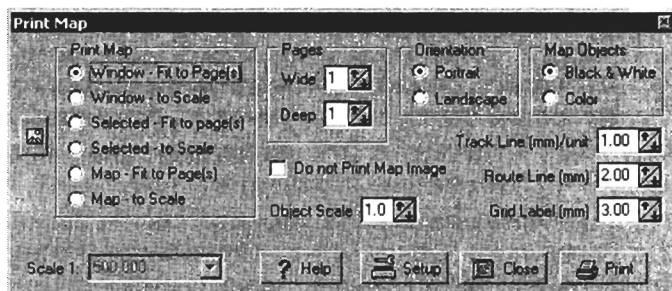 Print Map
Print Map
Window - Fit to Page(s)
Window - to Scale
Selected - Fit to page(s)
Selected - to Scale
Map - Fit to Page(s)
Map - to Scale
Pages
Wide 1
Deep 1
Orientation
Portrait
Landscape
Map Objects
Black & White
Color
Do not Print Map Image
Object Scale 1.0
Track Line (mm)/unit 1.00
Route Line (mm) 2.00
Grid Label (mm) 3.00
Scale 1: 500 000
? Help
Setup
Close
Print